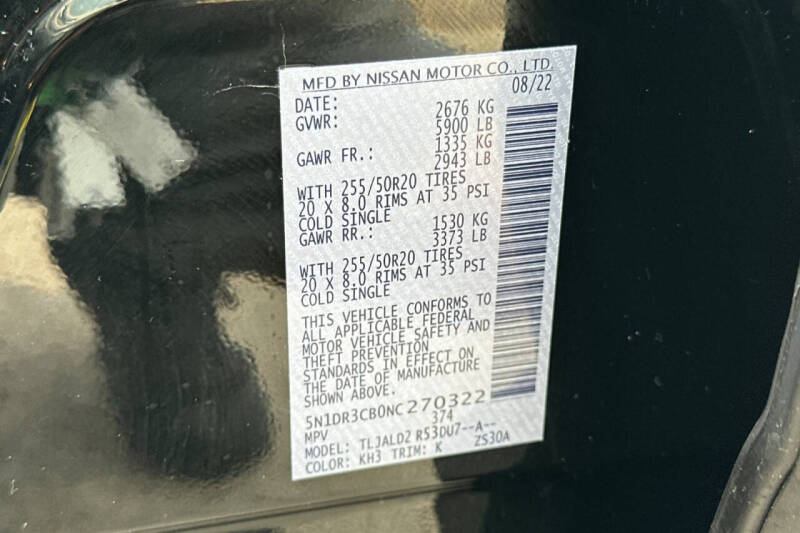 MFD BY NISSAN MOTOR CO., LTD.
DATE: 08/22
GVWR: 2676 KG
5900 LB
GAWR FR.: 1335 KG
2943 LB
WITH 255/50R20 TIRES
20 X 8.0 RIMS AT 35 PSI
COLD SINGLE
GAWR RR.: 1530 KG
3373 LB
WITH 255/50R20 TIRES
20 X 8.0 RIMS AT 35 PSI
COLD SINGLE
THIS VEHICLE CONFORMS TO
ALL APPLICABLE FEDERAL
MOTOR VEHICLE SAFETY AND
THEFT PREVENTION
STANDARDS IN EFFECT ON
THE DATE OF MANUFACTURE
SHOWN ABOVE.
5N1DR3CB0NC270322
MPV 374
MODEL: TLJALD2 R53DU7--A--
COLOR: KH3 TRIM: K ZS30A